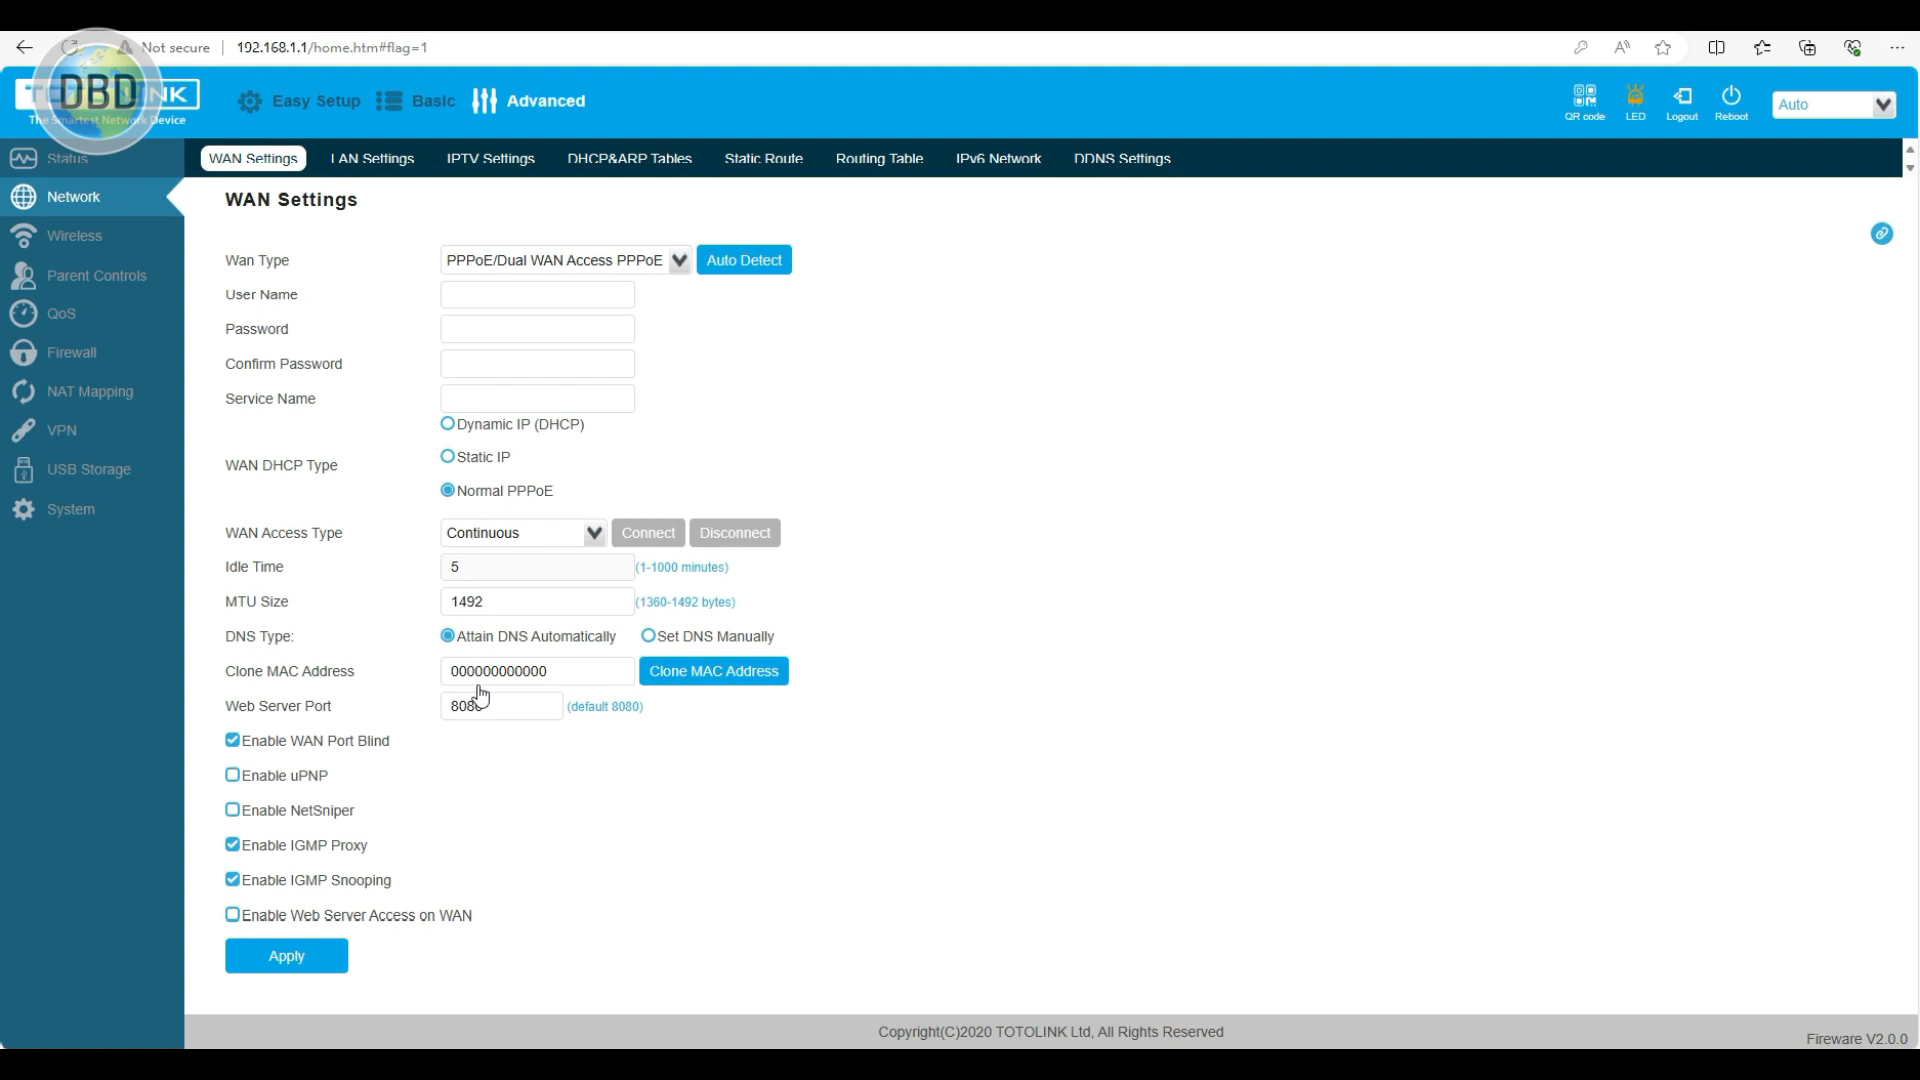 Not secure 192.168.1.1/home.htm#flag=1
DBD
NK
The Smartest Network Device
Easy Setup Basic Advanced
QR code LED Logout Reboot Auto
Status
Network
Wireless
Parent Controls
QoS
Firewall
NAT Mapping
VPN
USB Storage
System
WAN Settings LAN Settings IPTV Settings DHCP&ARP Tables Static Route Routing Table IPv6 Network DDNS Settings
WAN Settings
Wan Type PPPoE/Dual WAN Access PPPoE Auto Detect
User Name
Password
Confirm Password
Service Name
Dynamic IP (DHCP)
WAN DHCP Type Static IP
Normal PPPoE
WAN Access Type Continuous Connect Disconnect
Idle Time 5 (1-1000 minutes)
MTU Size 1492 (1360-1492 bytes)
DNS Type: Attain DNS Automatically Set DNS Manually
Clone MAC Address 000000000000 Clone MAC Address
Web Server Port 8080 (default 8080)
Enable WAN Port Blind
Enable uPNP
Enable NetSniper
Enable IGMP Proxy
Enable IGMP Snooping
Enable Web Server Access on WAN
Apply
Copyright(C)2020 TOTOLINK Ltd, All Rights Reserved
Fireware V2.0.0